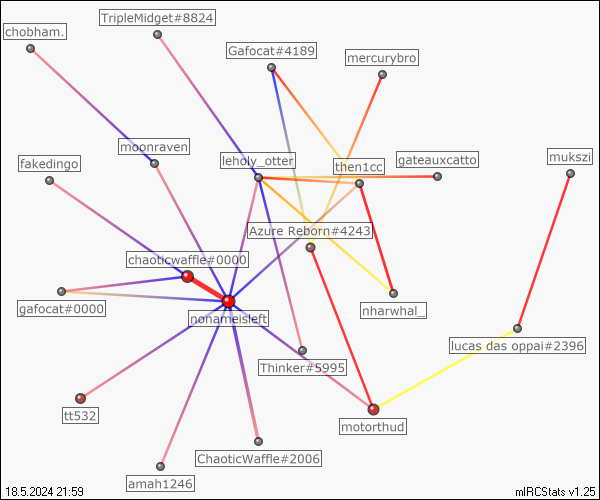 TripleMidget#8824
chobham.
Gafocat#4189
mercurybro
moonraven
leholy_otter
then1cc
gateauxcatto
mukszi
fakedingo
Azure Reborn#4243
chaoticwaffle#0000
gafocat#0000
nonameisleft
nharwhal_
lucas das oppai#2396
Thinker#5995
tt532
motorthud
ChaoticWaffle#2006
amah1246
18.5.2024 21:59
mIRCStats v1.25